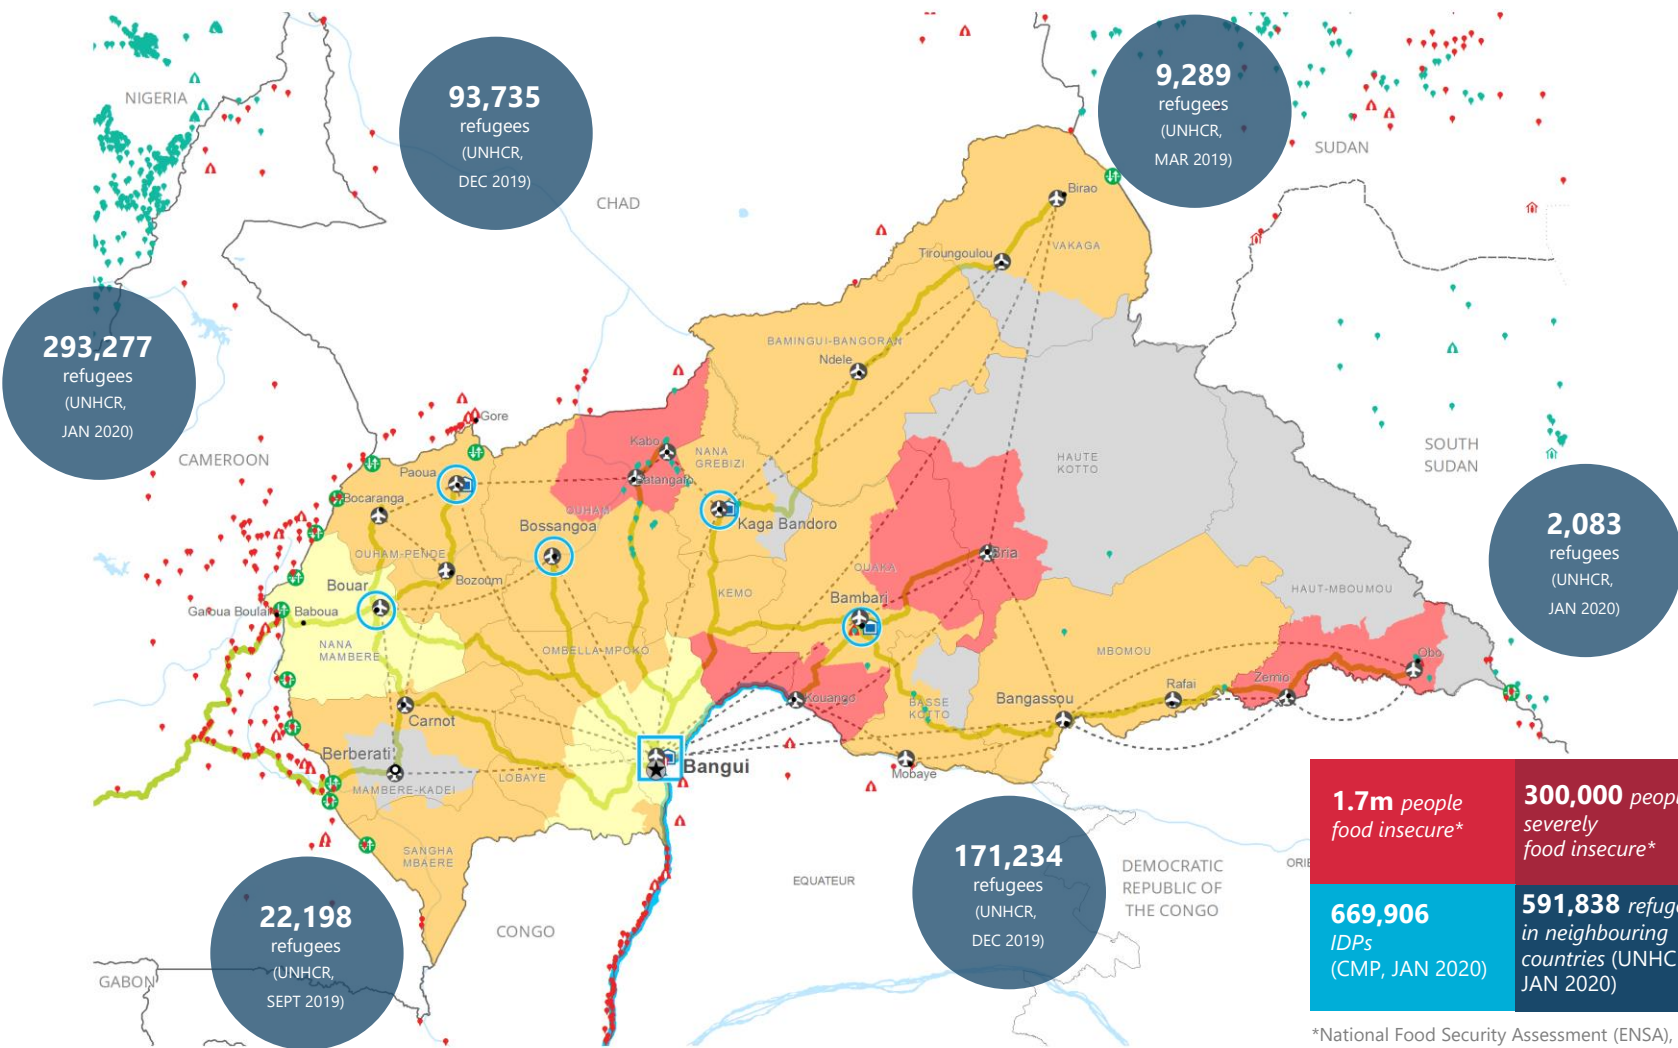 NIGERIA
93,735
refugees
(UNHCR,
DEC 2019)
9,289
refugees
(UNHCR,
MAR 2019)
SUDAN
CHAD
Birao
VAKAGA
Tiroungoulou
293,277
refugees
(UNHCR,
JAN 2020)
BAMINGUI-BANGORAN
Ndele
Gore
CAMEROON
Kabo
NANA
GREBIZI
HAUTE
KOTTO
SOUTH
SUDAN
Paoua
Batangafo
Bocaranga
OUHAM
Bossangoa
Kaga Bandoro
2,083
refugees
(UNHCR,
JAN 2020)
OUHAM-PENDE
Bria
OUAKA
Bozoum
Bouar
KEMO
Bambari
HAUT-MBOUMOU
Garoua Boulai
Baboua
NANA
MAMBERE
OMBELLA-MPOKO
MBOMOU
Obo
Zemio
Kouango
BASSE
KOTTO
Bangassou
Rafai
Carnot
Berberati
Bangui
Mobaye
LOBAYE
MAMBERE-KADEI
SANGHA
MBAERE
1.7m people
food insecure*
300,000 peopl
severely
food insecure*
171,234
refugees
(UNHCR,
DEC 2019)
DEMOCRATIC
REPUBLIC OF
THE CONGO
ORIE
EQUATEUR
22,198
refugees
(UNHCR,
SEPT 2019)
CONGO
669,906
IDPs
(CMP, JAN 2020)
591,838 refuge
in neighbouring
countries (UNHC
JAN 2020)
GABON
*National Food Security Assessment (ENSA),